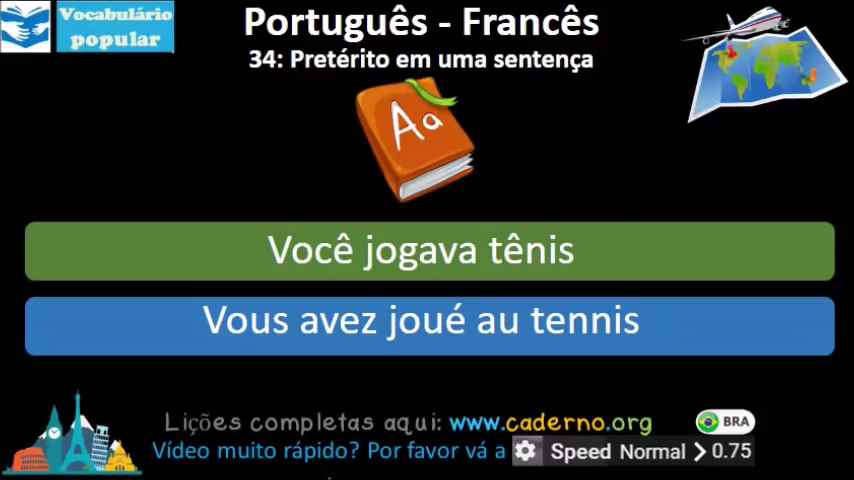 Vocabulário
popular
Português - Francês
34: Pretérito em uma sentença
Aa
Você jogava tênis
Vous avez joué au tennis
Lições completas aqui: www.caderno.org
BRA
Vídeo muito rápido? Por favor vá a Speed Normal > 0.75